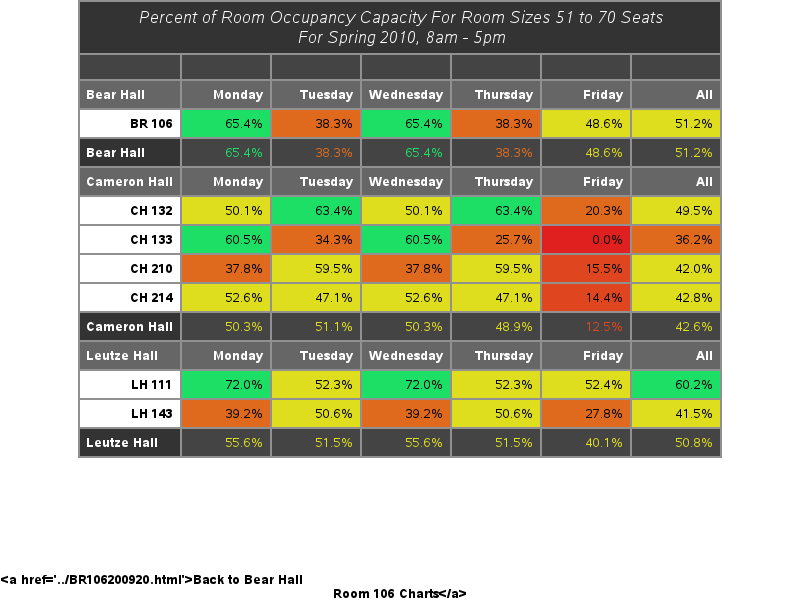 Percent of Room Occupancy Capacity For Room Sizes 51 to 70 Seats
For Spring 2010, 8am - 5pm
Bear Hall Monday Tuesday Wednesday Thursday Friday All
BR 106 65.4% 38.3% 65.4% 38.3% 48.6% 51.2%
Bear Hall 65.4% 38.3% 65.4% 38.3% 48.6% 51.2%
Cameron Hall Monday Tuesday Wednesday Thursday Friday All
CH 132 50.1% 63.4% 50.1% 63.4% 20.3% 49.5%
CH 133 60.5% 34.3% 60.5% 25.7% 0.0% 36.2%
CH 210 37.8% 59.5% 37.8% 59.5% 15.5% 42.0%
CH 214 52.6% 47.1% 52.6% 47.1% 14.4% 42.8%
Cameron Hall 50.3% 51.1% 50.3% 48.9% 12.5% 42.6%
Leutze Hall Monday Tuesday Wednesday Thursday Friday All
LH 111 72.0% 52.3% 72.0% 52.3% 52.4% 60.2%
LH 143 39.2% 50.6% 39.2% 50.6% 27.8% 41.5%
Leutze Hall 55.6% 51.5% 55.6% 51.5% 40.1% 50.8%
<a href='../BR106200920.html'>Back to Bear Hall
Room 106 Charts</a>